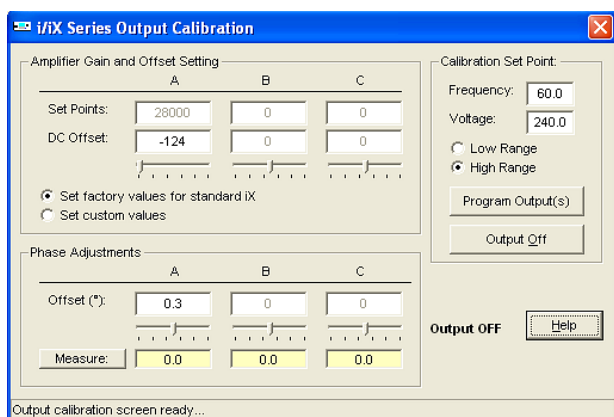 i/iX Series Output Calibration
Amplifier Gain and Offset Setting
A B C
Set Points: 28000 0 0
DC Offset: -124 0 0
Set factory values for standard iX
Set custom values
Phase Adjustments
A B C
Offset (°): 0.3 0 0
Measure: 0.0 0.0 0.0
Calibration Set Point:
Frequency: 60.0
Voltage: 240.0
Low Range
High Range
Program Output(s)
Output Off
Output OFF Help
Output calibration screen ready...